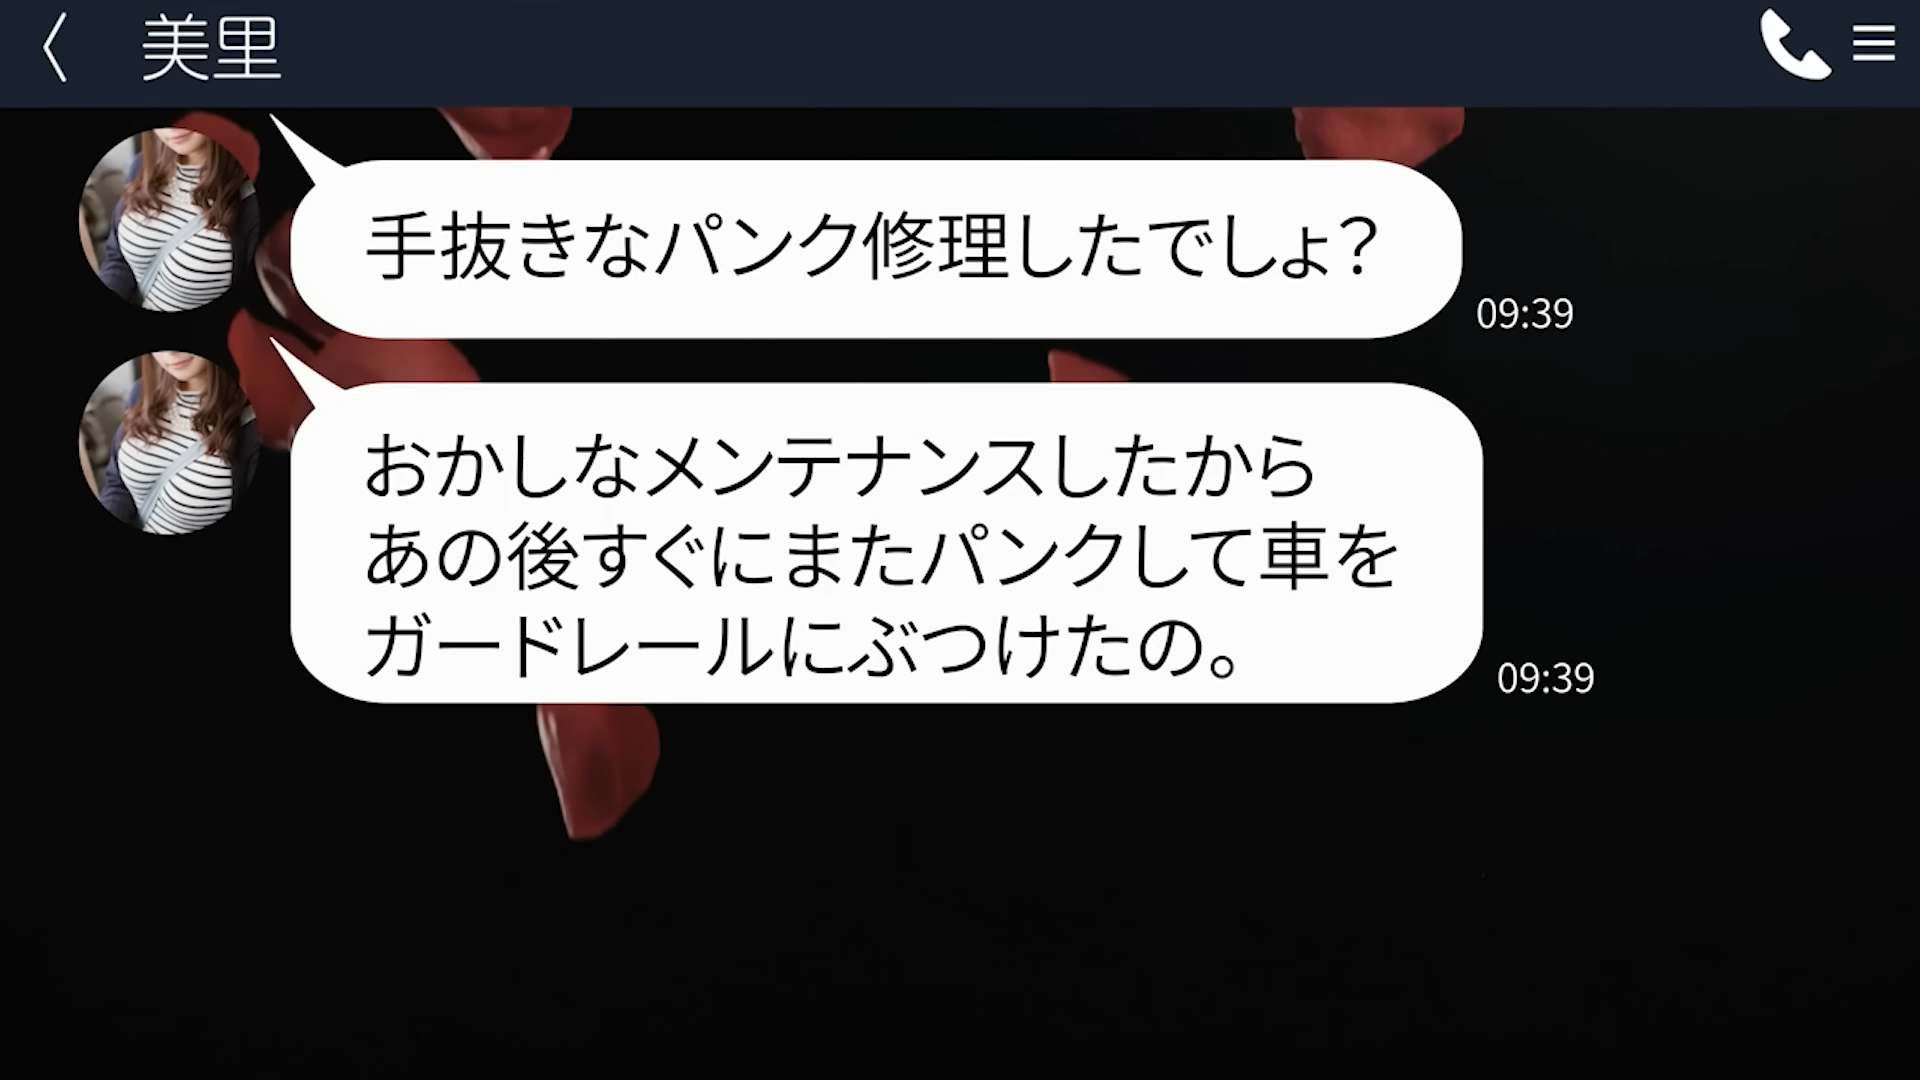 美里
手抜きなパンク修理したでしょ？
09:39
おかしなメンテナンスしたから
あの後すぐにまたパンクして車を
ガードレールにぶつけたの。
09:39